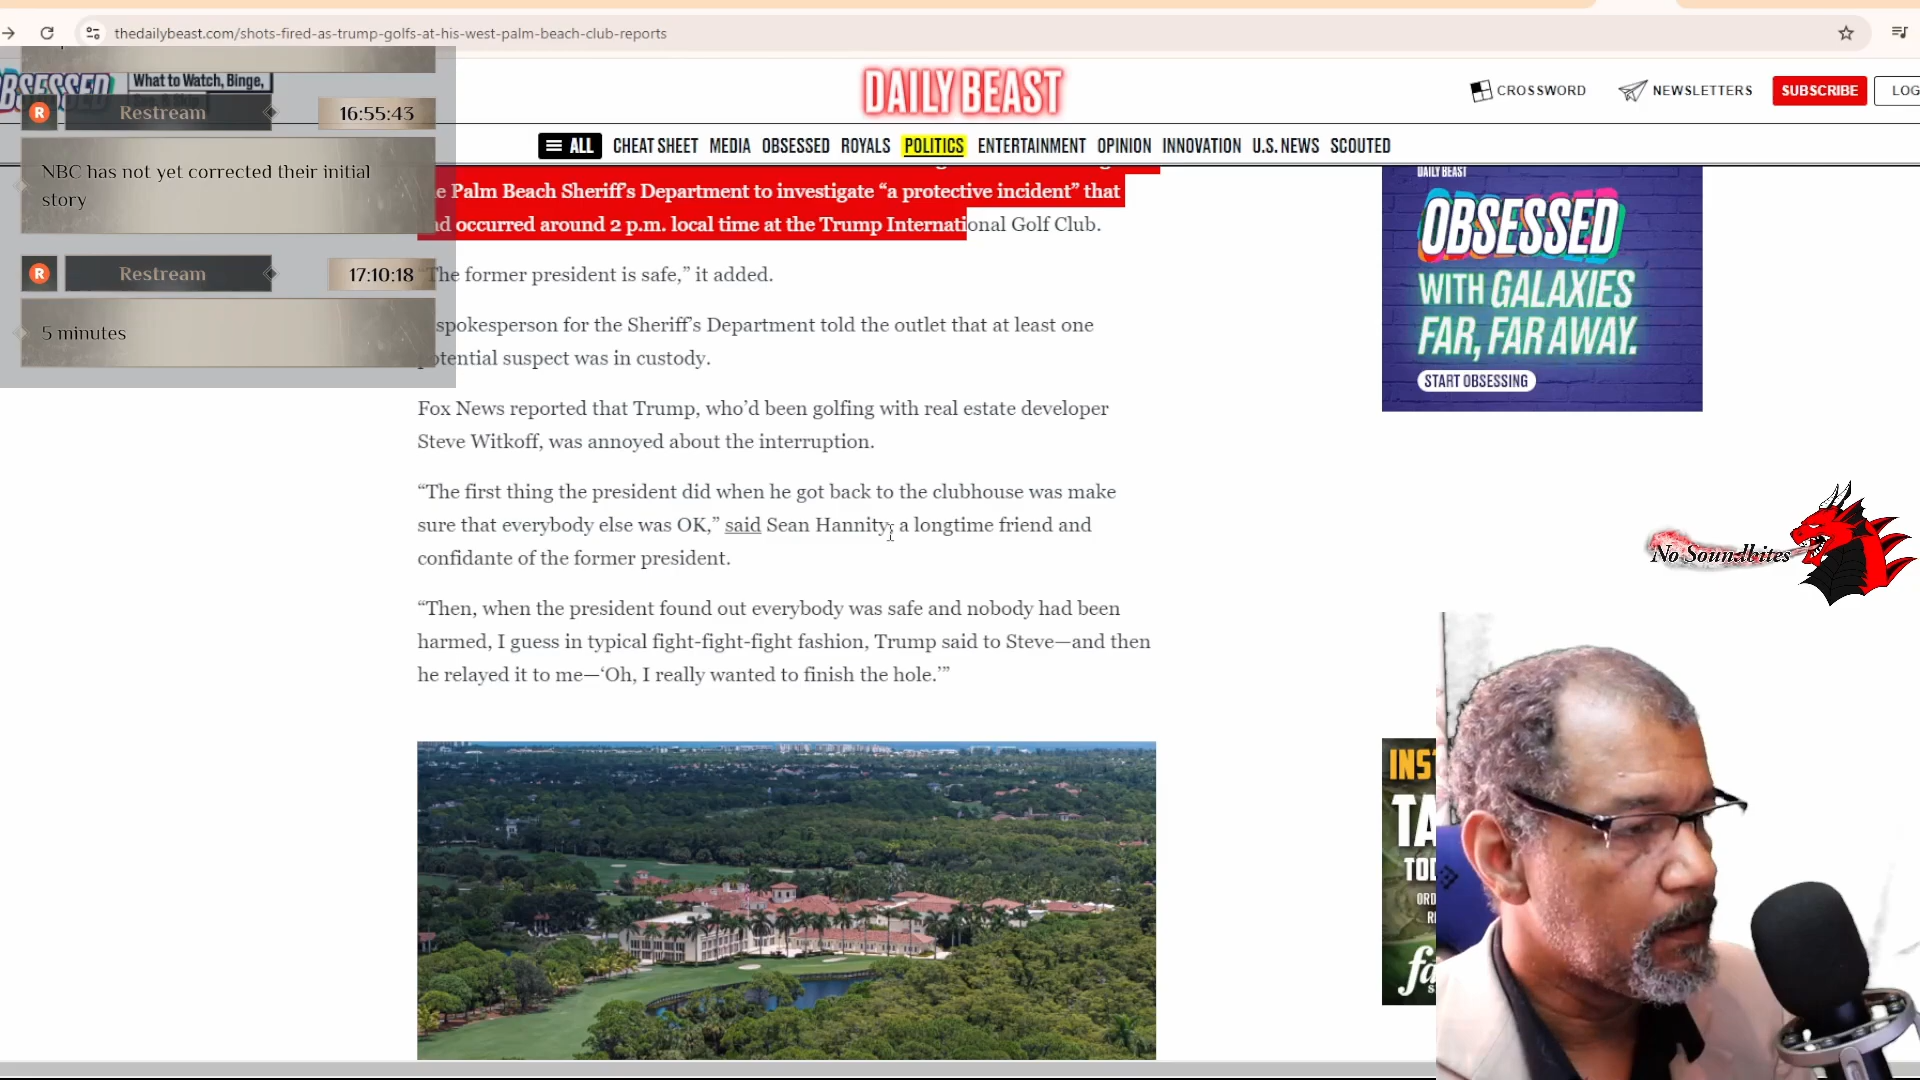 thedailybeast.com/shots-fired-as-trump-golfs-at-his-west-palm-beach-club-reports
OBSESSED
What to Watch, Binge,
DAILY BEAST
CROSSWORD
NEWSLETTERS
SUBSCRIBE
LOG
ALL CHEAT SHEET MEDIA OBSESSED ROYALS POLITICS ENTERTAINMENT OPINION INNOVATION U.S. NEWS SCOUTED
R Restream 16:55:43
NBC has not yet corrected their initial
story
R Restream 17:10:18
5 minutes
Palm Beach Sheriff’s Department to investigate “a protective incident” that
occurred around 2 p.m. local time at the Trump International Golf Club.
“The former president is safe,” it added.
spokesperson for the Sheriff’s Department told the outlet that at least one
potential suspect was in custody.
Fox News reported that Trump, who’d been golfing with real estate developer
Steve Witkoff, was annoyed about the interruption.
“The first thing the president did when he got back to the clubhouse was make
sure that everybody else was OK,” said Sean Hannity, a longtime friend and
confidante of the former president.
“Then, when the president found out everybody was safe and nobody had been
harmed, I guess in typical fight-fight-fight fashion, Trump said to Steve—and then
he relayed it to me—‘Oh, I really wanted to finish the hole.’”
DAILY BEAST
OBSESSED
WITH GALAXIES
FAR, FAR AWAY.
START OBSESSING
No Soundbites
INS
TA
TOD
ORD
fa